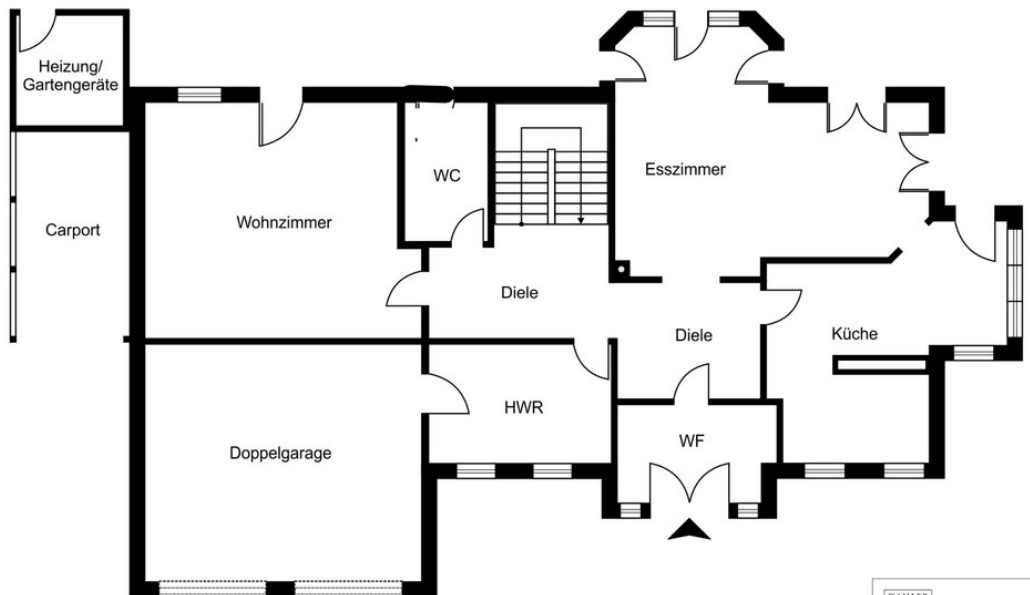 Heizung/
Gartengeräte
WC
Esszimmer
Wohnzimmer
Carport
Diele
Diele
Küche
HWR
WF
Doppelgarage